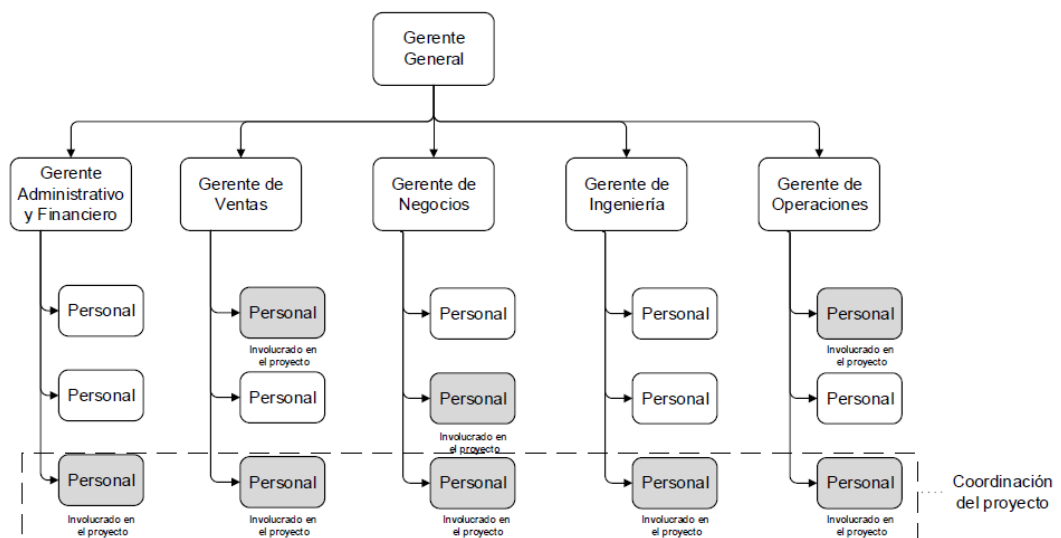 Gerente
General
Gerente
Administrativo
y Financiero
Gerente de
Ventas
Gerente de
Negocios
Gerente de
Ingeniería
Gerente de
Operaciones
Personal
Personal
Involucrado en
el proyecto
Personal
Personal
Personal
Involucrado en
el proyecto
Personal
Personal
Personal
Involucrado en
el proyecto
Personal
Personal
Personal
Involucrado en
el proyecto
Personal
Involucrado en
el proyecto
Personal
Involucrado en
el proyecto
Personal
Involucrado en
el proyecto
Personal
Involucrado en
el proyecto
Coordinación
del proyecto